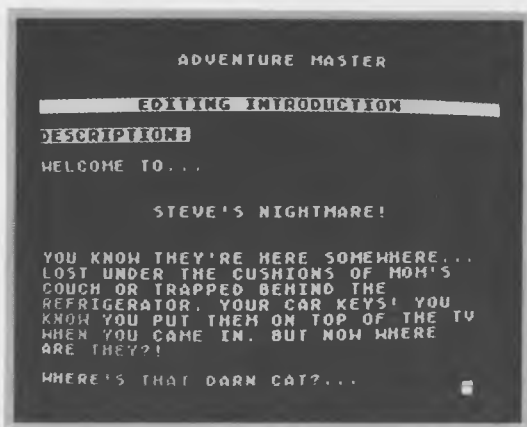 ADVENTURE MASTER
EDITING INTRODUCTION
DESCRIPTION:
WELCOME TO...
STEVE'S NIGHTMARE!
YOU KNOW THEY'RE HERE SOMEWHERE...
LOST UNDER THE CUSHIONS OF MOM'S
COUCH OR TRAPPED BEHIND THE
REFRIGERATOR. YOUR CAR KEYS! YOU
KNOW YOU PUT THEM ON TOP OF THE TV
WHEN YOU CAME IN. BUT NOW WHERE
ARE THEY?!
WHERE'S THAT DARN CAT?...